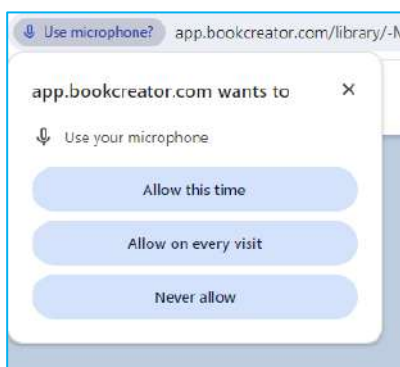 Use microphone? app.bookcreator.com/library/-N
app.bookcreator.com wants to
Use your microphone
Allow this time
Allow on every visit
Never allow